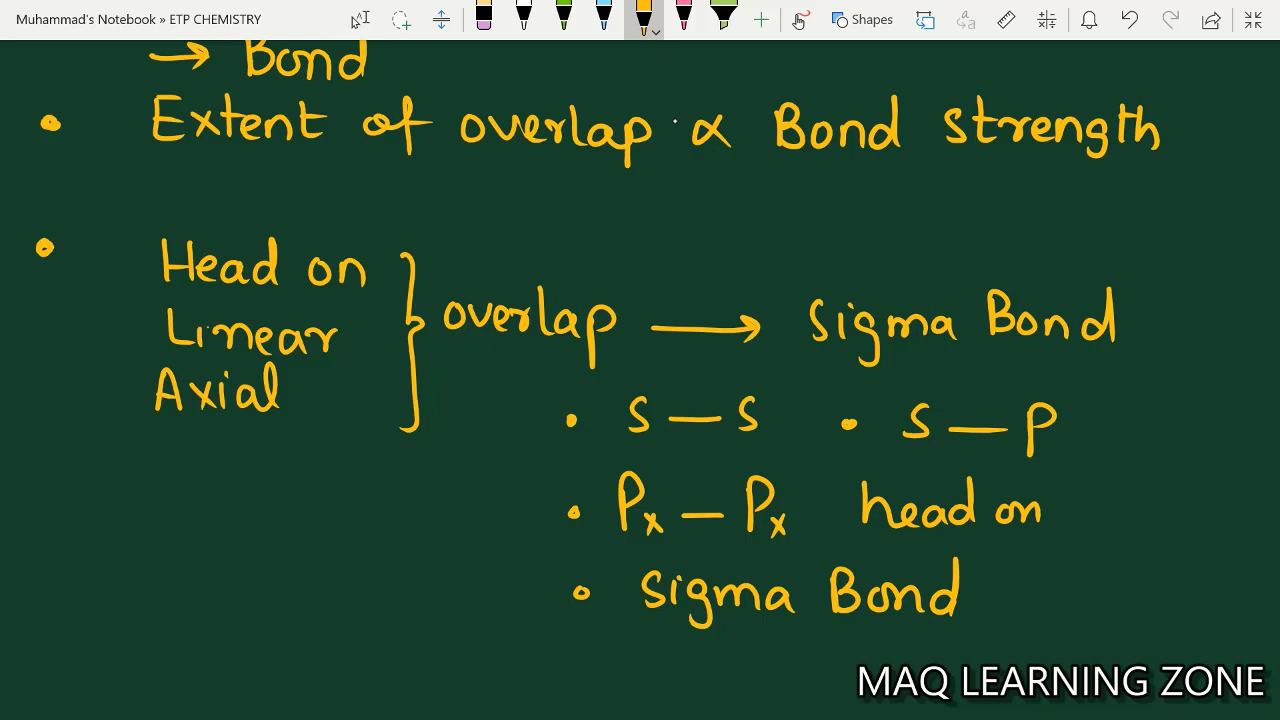 Muhammad's Notebook » ETP CHEMISTRY
Shapes
→ Bond
• Extent of overlap ∝ Bond strength
• Head on
Linear
Axial
} overlap → Sigma Bond
• s — s • s — p
• Px — Px head on
• Sigma Bond
MAQ LEARNING ZONE